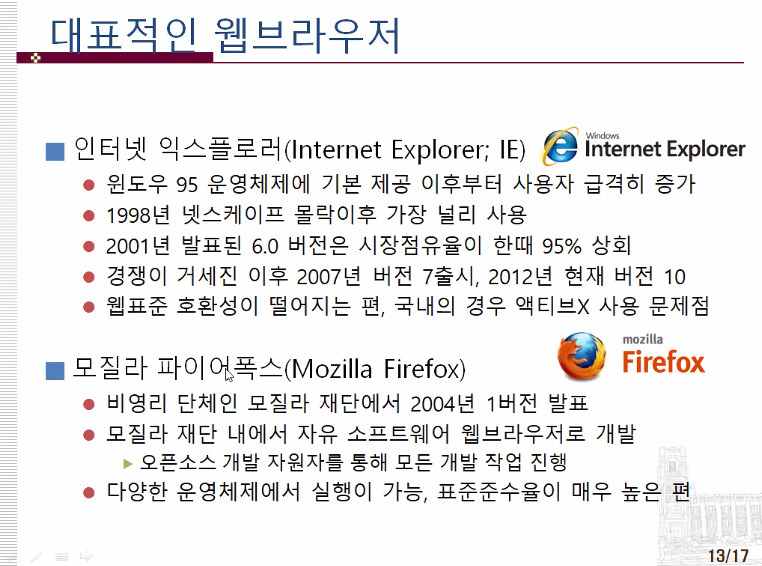 대표적인 웹브라우저
인터넷 익스플로러(Internet Explorer; IE)
Windows
Internet Explorer
윈도우 95 운영체제에 기본 제공 이후부터 사용자 급격히 증가
1998년 넷스케이프 몰락이후 가장 널리 사용
2001년 발표된 6.0 버전은 시장점유율이 한때 95% 상회
경쟁이 거세진 이후 2007년 버전 7출시, 2012년 현재 버전 10
웹표준 호환성이 떨어지는 편, 국내의 경우 액티브X 사용 문제점
모질라 파이어폭스(Mozilla Firefox)
mozilla
Firefox
비영리 단체인 모질라 재단에서 2004년 1버전 발표
모질라 재단 내에서 자유 소프트웨어 웹브라우저로 개발
오픈소스 개발 자원자를 통해 모든 개발 작업 진행
다양한 운영체제에서 실행이 가능, 표준준수율이 매우 높은 편
13/17